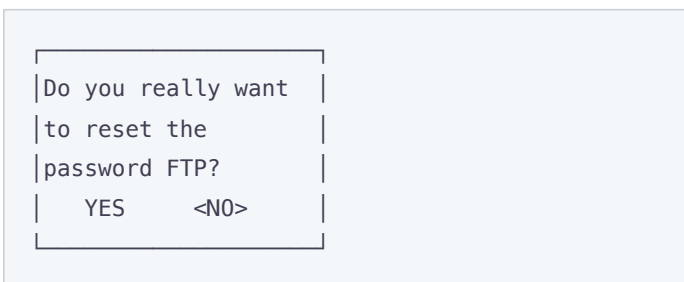 Do you really want
to reset the
password FTP?
YES <NO>